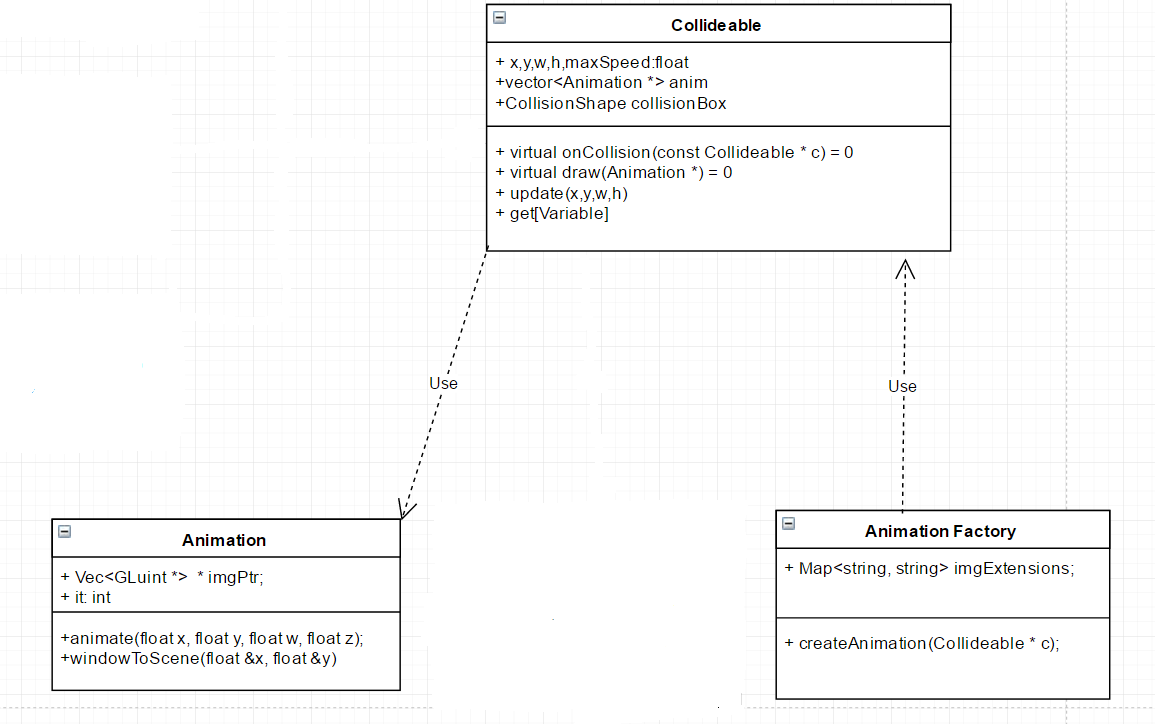 Collideable
+ x,y,w,h,maxSpeed:float
+vector<Animation *> anim
+CollisionShape collisionBox
+ virtual onCollision(const Collideable * c) = 0
+ virtual draw(Animation *) = 0
+ update(x,y,w,h)
+ get[Variable]
Use
Use
Animation
+ Vec<GLuint *>  * imgPtr;
+ it: int
+animate(float x, float y, float w, float z);
+windowToScene(float &x, float &y)
Animation Factory
+ Map<string, string> imgExtensions;
+ createAnimation(Collideable * c);